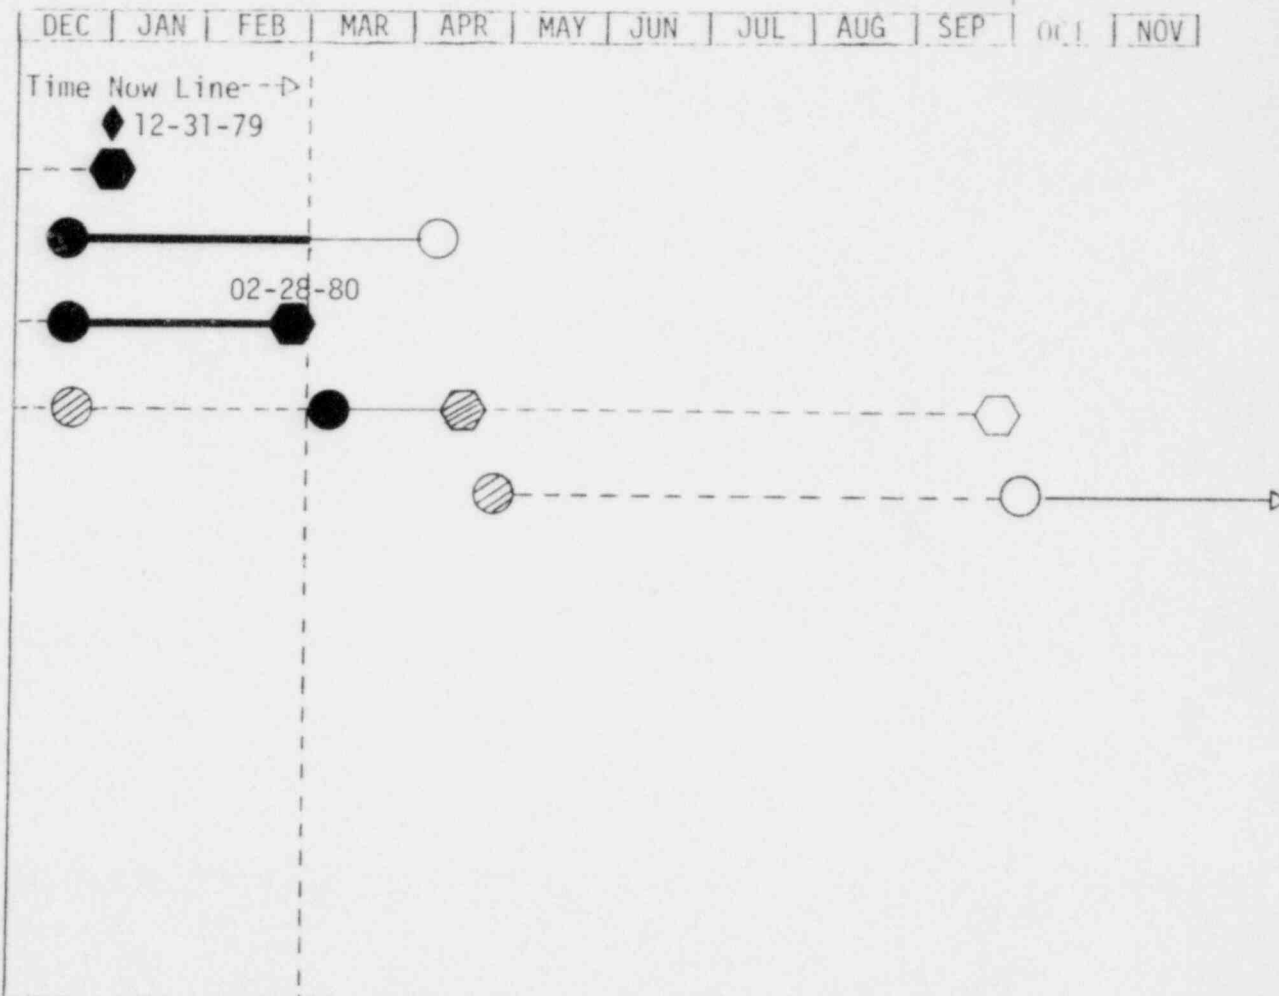 DEC | JAN | FEB | MAR | APR | MAY | JUN | JUL | AUG | SEP | OCT | NOV
Time Now Line
12-31-79
02-28-80